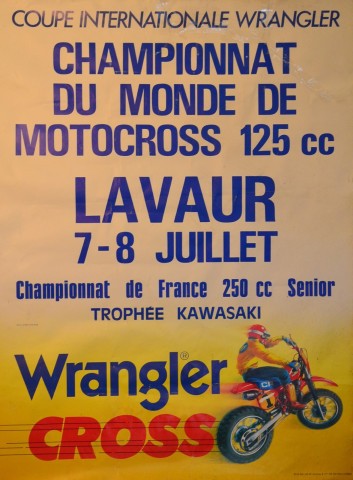 COUPE INTERNATIONALE WRANGLER
CHAMPIONNAT
DU MONDE DE
MOTOCROSS 125 cc
LAVAUR
7-8 JUILLET
Championnat de France 250 cc Senior
TROPHÉE KAWASAKI
Wrangler®
CROSS